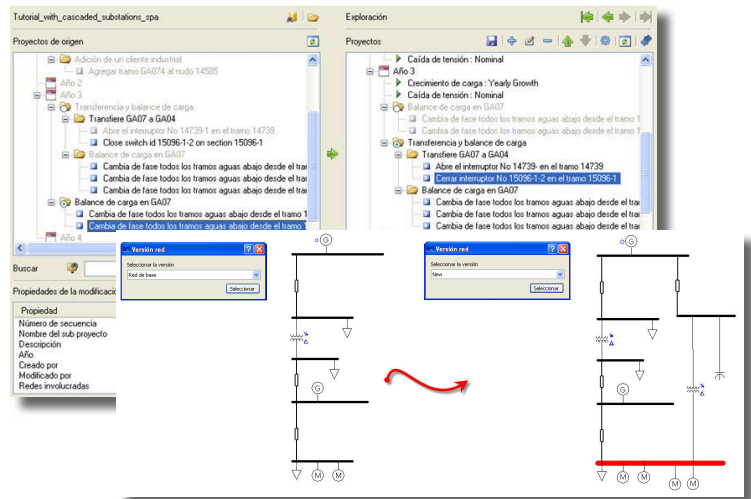 Tutorial_with_cascaded_substations_spa
Proyectos de origen
Adición de un cliente industrial
Agregar tramo GA074 al nudo 14585
Año 2
Año 3
Transferencia y balance de carga
Transfiere GA07 a GA04
Abre el interruptor No 14739-1 en el tramo 14739
Close switch id 15096-1-2 on section 15096-1
Balance de carga en GA07
Cambia de fase todos los tramos aguas abajo desde el tra
Cambia de fase todos los tramos aguas abajo desde el tra
Cambia de fase todos los tramos aguas abajo desde el tra
Balance de carga en GA07
Cambia de fase todos los tramos aguas abajo desde el tramo 1
Cambia de fase todos los tramos aguas abajo desde el tramo 1
Año 4
Buscar
Propiedades de la modificació
Propiedad
Número de secuencia
Nombre del sub proyecto
Descripción
Año
Creado por
Modificado por
Redes involucradas
Exploración
Proyectos
Caída de tensión : Nominal
Año 3
Crecimiento de carga : Yearly Growth
Caída de tensión : Nominal
Balance de carga en GA07
Cambia de fase todos los tramos aguas abajo desde el tramo 1
Cambia de fase todos los tramos aguas abajo desde el tramo 1
Transferencia y balance de carga
Transfiere GA07 a GA04
Abre el interruptor No 14739- en el tramo 14739
Cerrar interruptor No 15096-1-2 en el tramo 15096-1
Balance de carga en GA07
Cambia de fase todos los tramos aguas abajo desde el tra
Cambia de fase todos los tramos aguas abajo desde el tra
Cambia de fase todos los tramos aguas abajo desde el tra
Versión red
Seleccionar la versión
Red de base
Seleccionar
G
G
M
M
Versión red
Seleccionar la versión
New
Seleccionar
G
G
M
M
M
M